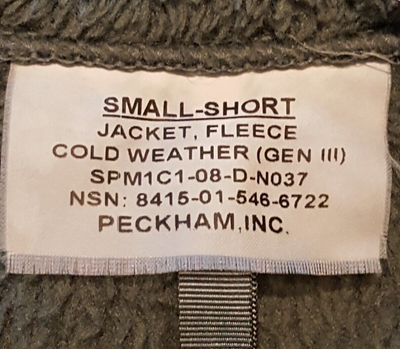 SMALL-SHORT
JACKET, FLEECE
COLD WEATHER (GEN III)
SPM1C1-08-D-N037
NSN: 8415-01-546-6722
PECKHAM, INC.